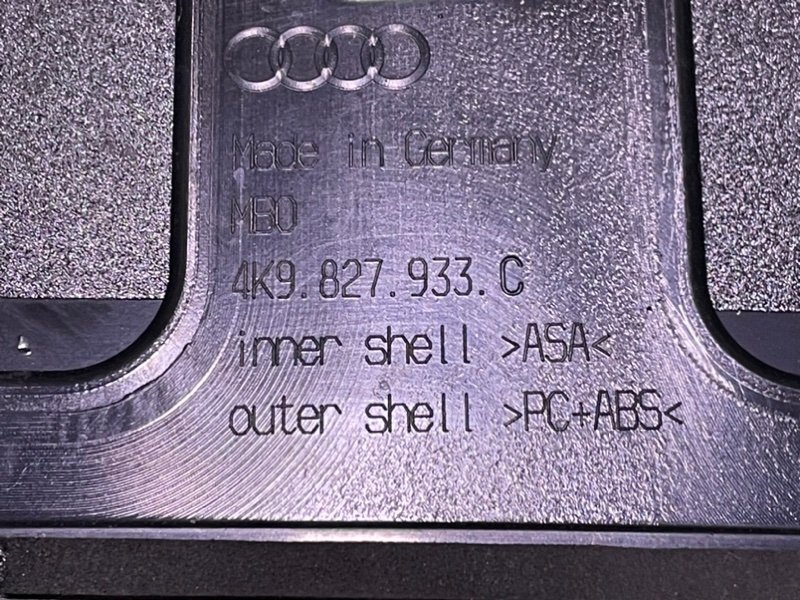 Made in Germany
MBO
4K9.827.933.C
inner shell >ASA<
outer shell >PC+ABS<